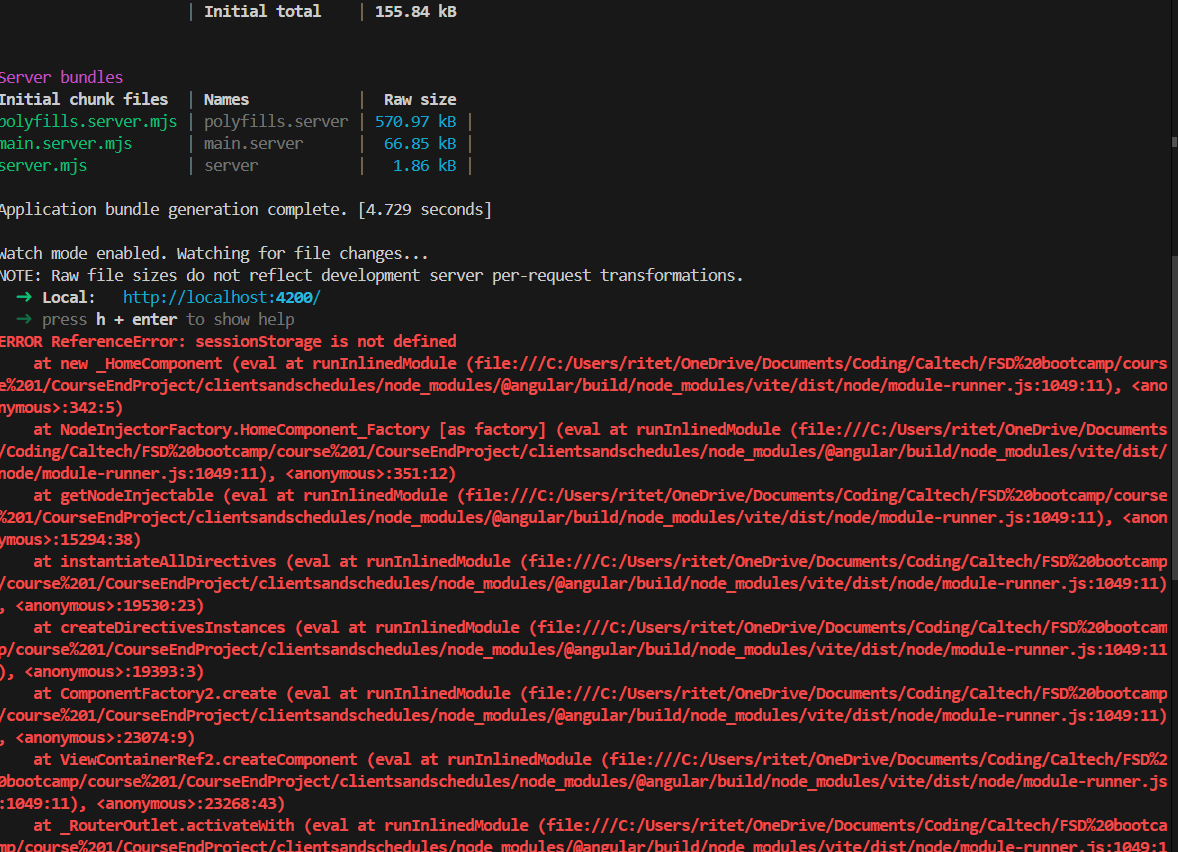 | Initial total | 155.84 kB
Server bundles
Initial chunk files | Names | Raw size
polyfills.server.mjs | polyfills.server | 570.97 kB |
main.server.mjs | main.server | 66.85 kB |
server.mjs | server | 1.86 kB |
Application bundle generation complete. [4.729 seconds]
Watch mode enabled. Watching for file changes...
NOTE: Raw file sizes do not reflect development server per-request transformations.
→ Local: http://localhost:4200/
→ press h + enter to show help
ERROR ReferenceError: sessionStorage is not defined
at new _HomeComponent (eval at runInlinedModule (file:///C:/Users/ritet/OneDrive/Documents/Coding/Caltech/FSD%20bootcamp/cours
e%201/CourseEndProject/clientsandschedules/node_modules/@angular/build/node_modules/vite/dist/node/module-runner.js:1049:11), <ano
nymous>:342:5)
at NodeInjectorFactory.HomeComponent_Factory [as factory] (eval at runInlinedModule (file:///C:/Users/ritet/OneDrive/Documents
/Coding/Caltech/FSD%20bootcamp/course%201/CourseEndProject/clientsandschedules/node_modules/@angular/build/node_modules/vite/dist/
node/module-runner.js:1049:11), <anonymous>:351:12)
at getNodeInjectable (eval at runInlinedModule (file:///C:/Users/ritet/OneDrive/Documents/Coding/Caltech/FSD%20bootcamp/course
%201/CourseEndProject/clientsandschedules/node_modules/@angular/build/node_modules/vite/dist/node/module-runner.js:1049:11), <anon
ymous>:15294:38)
at instantiateAllDirectives (eval at runInlinedModule (file:///C:/Users/ritet/OneDrive/Documents/Coding/Caltech/FSD%20bootcamp
/course%201/CourseEndProject/clientsandschedules/node_modules/@angular/build/node_modules/vite/dist/node/module-runner.js:1049:11)
, <anonymous>:19530:23)
at createDirectivesInstances (eval at runInlinedModule (file:///C:/Users/ritet/OneDrive/Documents/Coding/Caltech/FSD%20bootcam
p/course%201/CourseEndProject/clientsandschedules/node_modules/@angular/build/node_modules/vite/dist/node/module-runner.js:1049:11
), <anonymous>:19393:3)
at ComponentFactory2.create (eval at runInlinedModule (file:///C:/Users/ritet/OneDrive/Documents/Coding/Caltech/FSD%20bootcamp
/course%201/CourseEndProject/clientsandschedules/node_modules/@angular/build/node_modules/vite/dist/node/module-runner.js:1049:11)
, <anonymous>:23074:9)
at ViewContainerRef2.createComponent (eval at runInlinedModule (file:///C:/Users/ritet/OneDrive/Documents/Coding/Caltech/FSD%2
0bootcamp/course%201/CourseEndProject/clientsandschedules/node_modules/@angular/build/node_modules/vite/dist/node/module-runner.js
:1049:11), <anonymous>:23268:43)
at _RouterOutlet.activateWith (eval at runInlinedModule (file:///C:/Users/ritet/OneDrive/Documents/Coding/Caltech/FSD%20bootca
mp/course%201/CourseEndProject/clientsandschedules/node_modules/@angular/build/node_modules/vite/dist/node/module-runner.js:1049:1